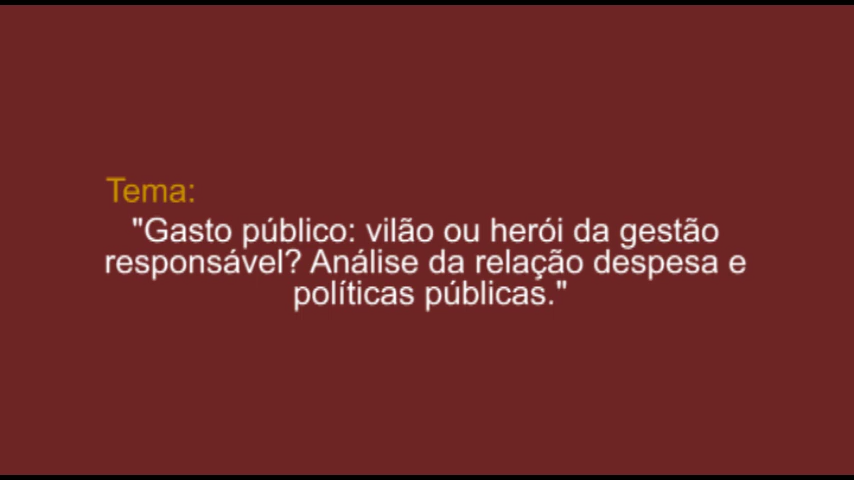 Tema:
"Gasto público: vilão ou herói da gestão
responsável? Análise da relação despesa e
políticas públicas."